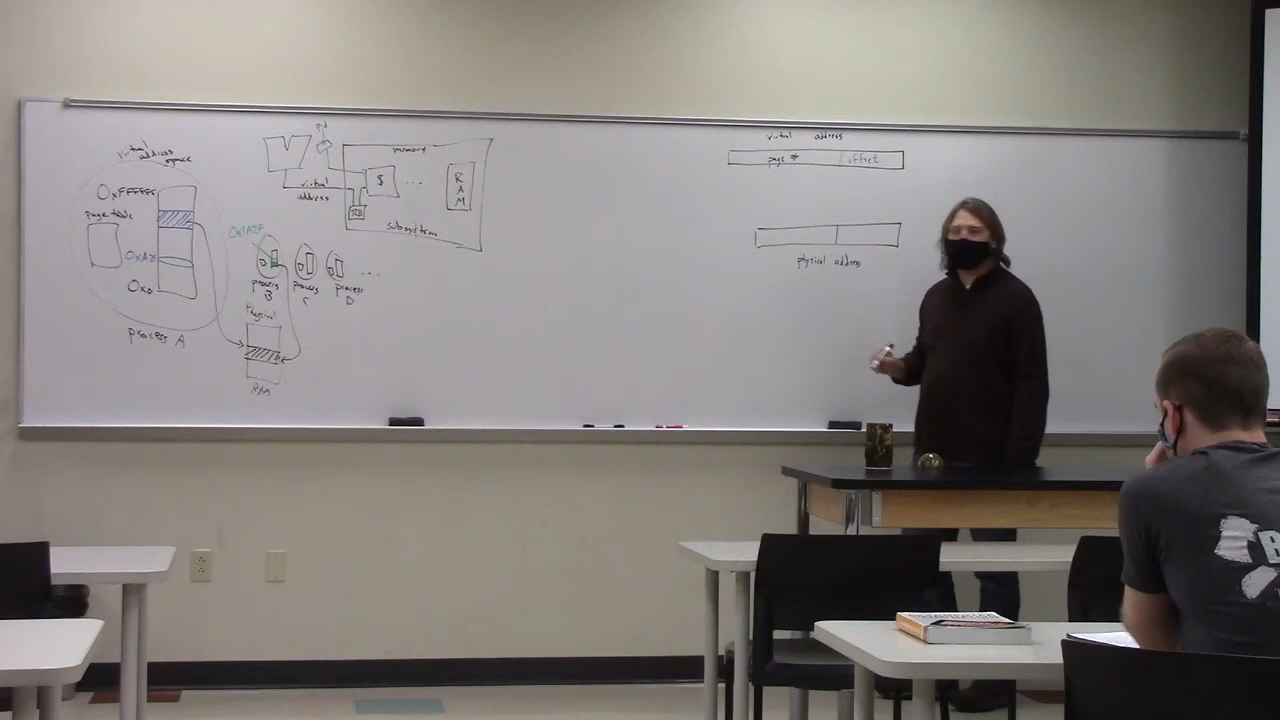 virtual address
space
0xFFFFFF
page table
0xA2F
0x0
process A
pid
virtual
address
memory
TLB
$
...
RAM
subsystem
0x1A2F
process
B
process
C
process
D
...
Physical
RAM
virtual address
page #
offset
physical address